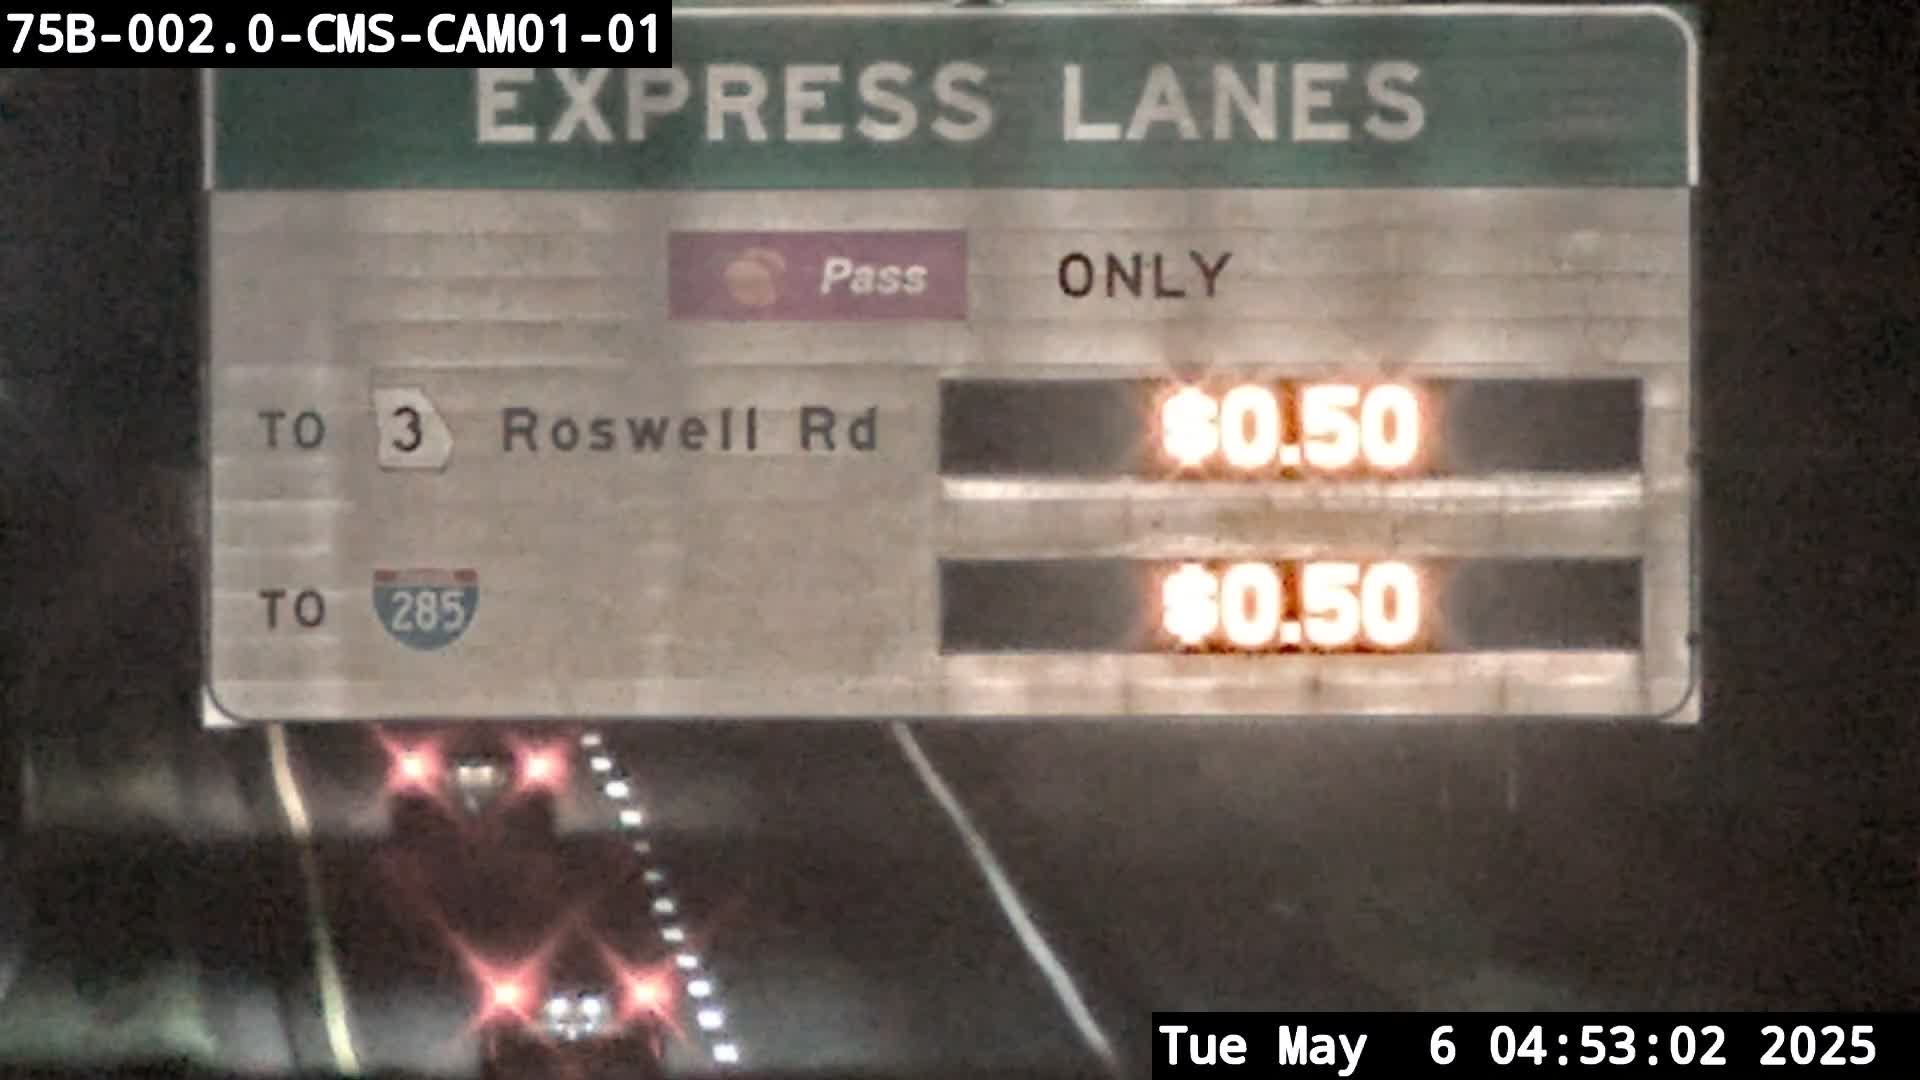 75B-002.0-CMS-CAM01-01
EXPRESS LANES
Pass ONLY
TO 3 Roswell Rd $0.50
TO 285 $0.50
Tue May 6 04:53:02 2025